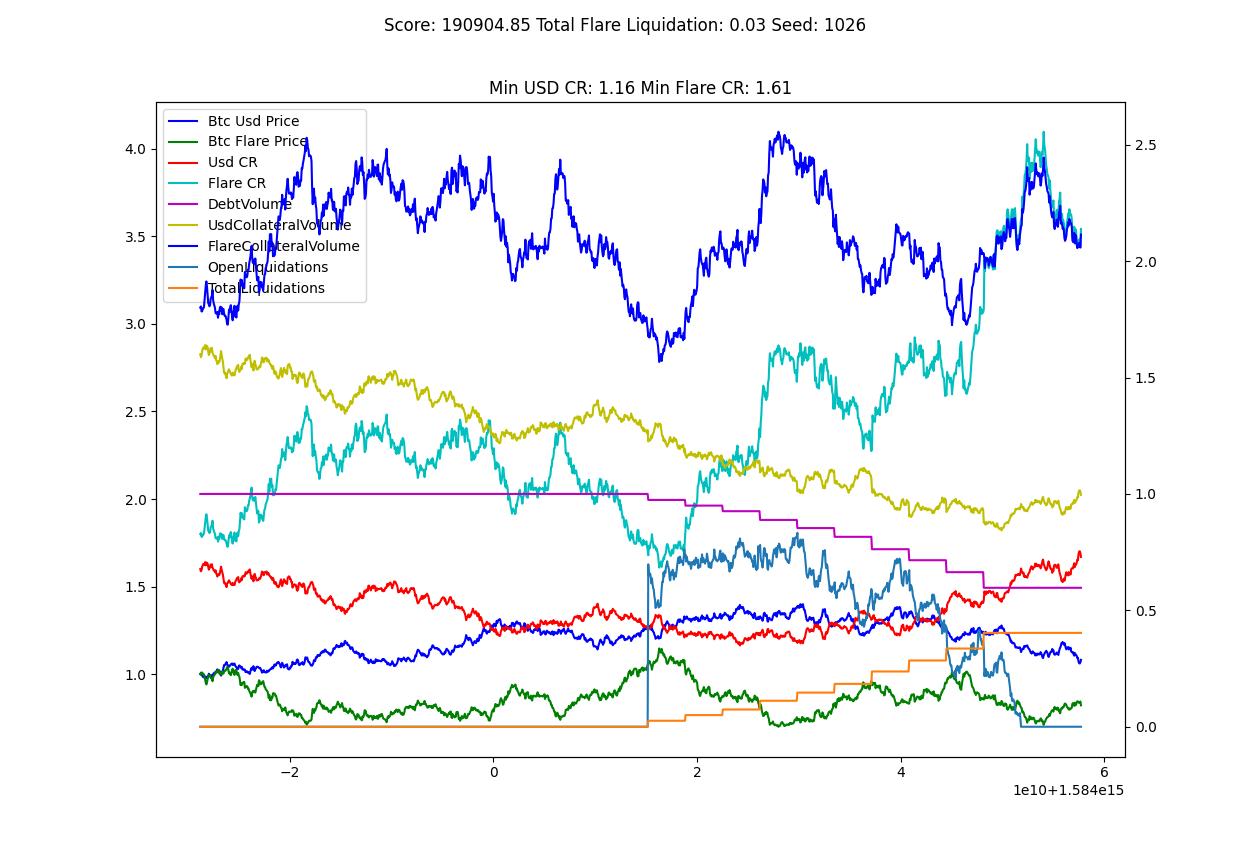 Score: 190904.85 Total Flare Liquidation: 0.03 Seed: 1026
Min USD CR: 1.16 Min Flare CR: 1.61
Btc Usd Price
Btc Flare Price
Usd CR
Flare CR
DebtVolume
UsdCollateralVolume
FlareCollateralVolume
OpenLiquidations
TotalLiquidations
4.0
3.5
3.0
2.5
2.0
1.5
1.0
2.5
2.0
1.5
1.0
0.5
0.0
−2
0
2
4
6
1e10+1.584e15